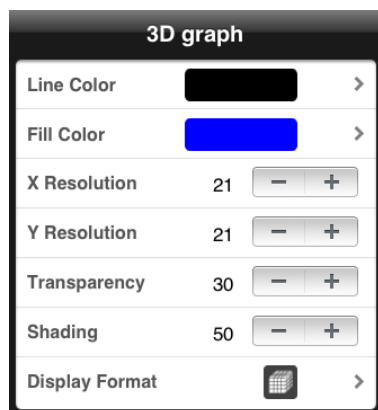 3D graph
Line Color
Fill Color
X Resolution 21 − +
Y Resolution 21 − +
Transparency 30 − +
Shading 50 − +
Display Format